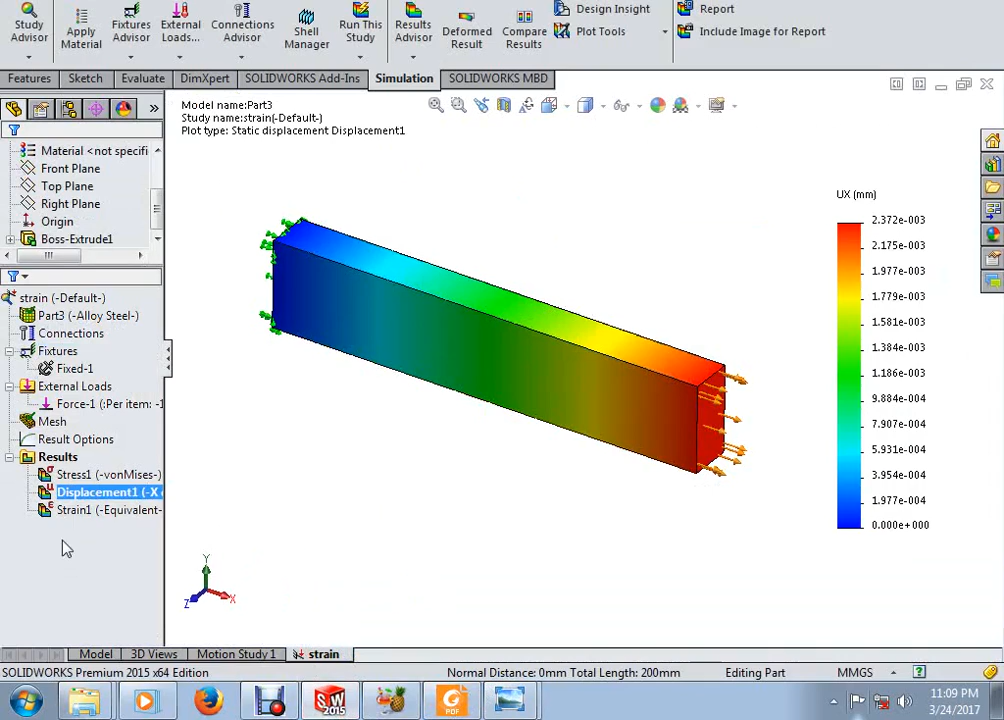 Study Advisor
Apply Material
Fixtures Advisor
External Loads...
Connections Advisor
Shell Manager
Run This Study
Results Advisor
Deformed Result
Compare Results
Design Insight
Plot Tools
Report
Include Image for Report
Features Sketch Evaluate DimXpert SOLIDWORKS Add-Ins Simulation SOLIDWORKS MBD
Model name:Part3
Study name:strain(-Default-)
Plot type: Static displacement Displacement1
Material <not specifi
Front Plane
Top Plane
Right Plane
Origin
Boss-Extrude1
strain (-Default-)
Part3 (-Alloy Steel-)
Connections
Fixtures
Fixed-1
External Loads
Force-1 (:Per item: -1
Mesh
Result Options
Results
Stress1 (-vonMises-)
Displacement1 (-X
Strain1 (-Equivalent-
UX (mm)
2.372e-003
2.175e-003
1.977e-003
1.779e-003
1.581e-003
1.384e-003
1.186e-003
9.884e-004
7.907e-004
5.931e-004
3.954e-004
1.977e-004
0.000e+000
Y
X
Z
Model 3D Views Motion Study 1 strain
SOLIDWORKS Premium 2015 x64 Edition Normal Distance: 0mm Total Length: 200mm Editing Part MMGS
SW
2015
PDF
11:09 PM
3/24/2017